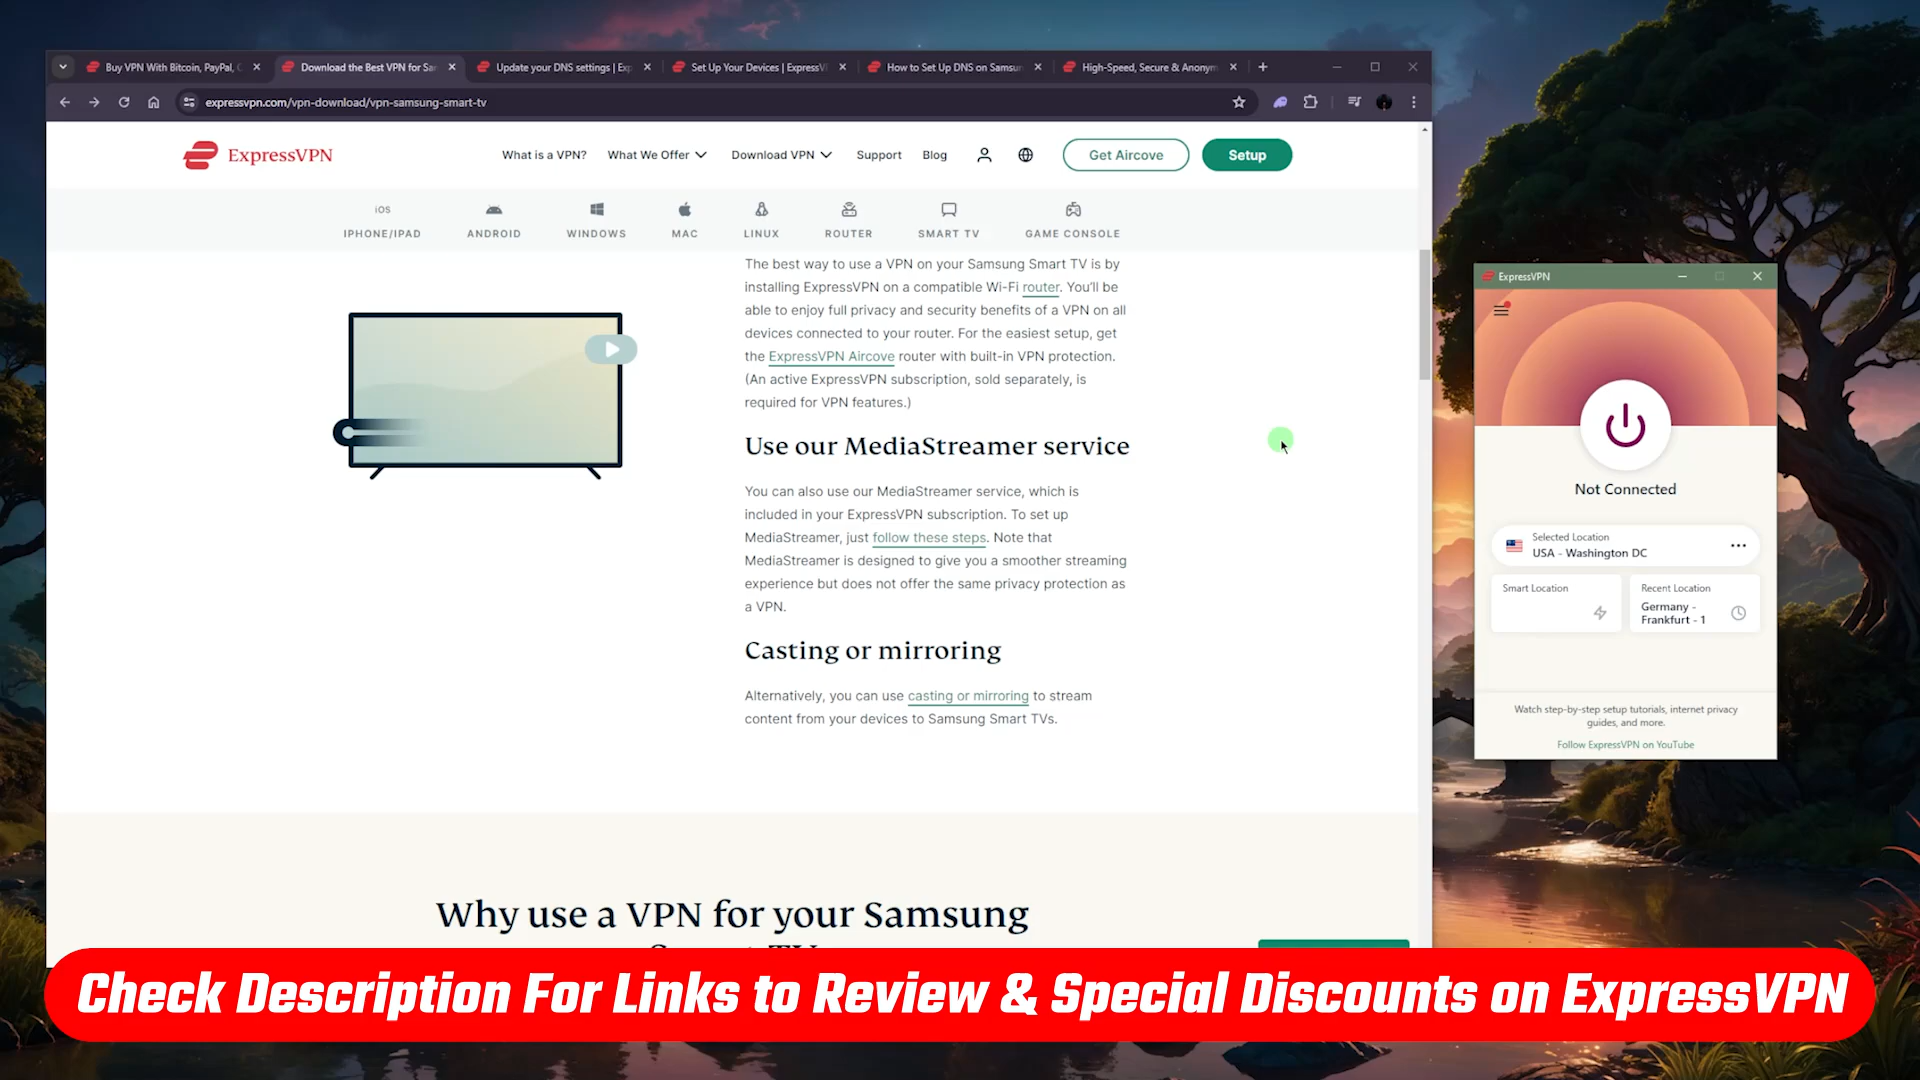 Buy VPN With Bitcoin, PayPal, C
Download the Best VPN for Sa
Update your DNS settings | Exp
Set Up Your Devices | ExpressV
How to Set Up DNS on Samsun
High-Speed, Secure & Anonym
expressvpn.com/vpn-download/vpn-samsung-smart-tv
ExpressVPN
What is a VPN?
What We Offer
Download VPN
Support
Blog
Get Aircove
Setup
iOS
IPHONE/IPAD
ANDROID
WINDOWS
MAC
LINUX
ROUTER
SMART TV
GAME CONSOLE
The best way to use a VPN on your Samsung Smart TV is by
installing ExpressVPN on a compatible Wi-Fi router. You'll be
able to enjoy full privacy and security benefits of a VPN on all
devices connected to your router. For the easiest setup, get
the ExpressVPN Aircove router with built-in VPN protection.
(An active ExpressVPN subscription, sold separately, is
required for VPN features.)
Use our MediaStreamer service
You can also use our MediaStreamer service, which is
included in your ExpressVPN subscription. To set up
MediaStreamer, just follow these steps. Note that
MediaStreamer is designed to give you a smoother streaming
experience but does not offer the same privacy protection as
a VPN.
Casting or mirroring
Alternatively, you can use casting or mirroring to stream
content from your devices to Samsung Smart TVs.
Why use a VPN for your Samsung
ExpressVPN
Not Connected
Selected Location
USA - Washington DC
Smart Location
Recent Location
Germany -
Frankfurt - 1
Watch step-by-step setup tutorials, internet privacy
guides, and more.
Follow ExpressVPN on YouTube
Check Description For Links to Review & Special Discounts on ExpressVPN